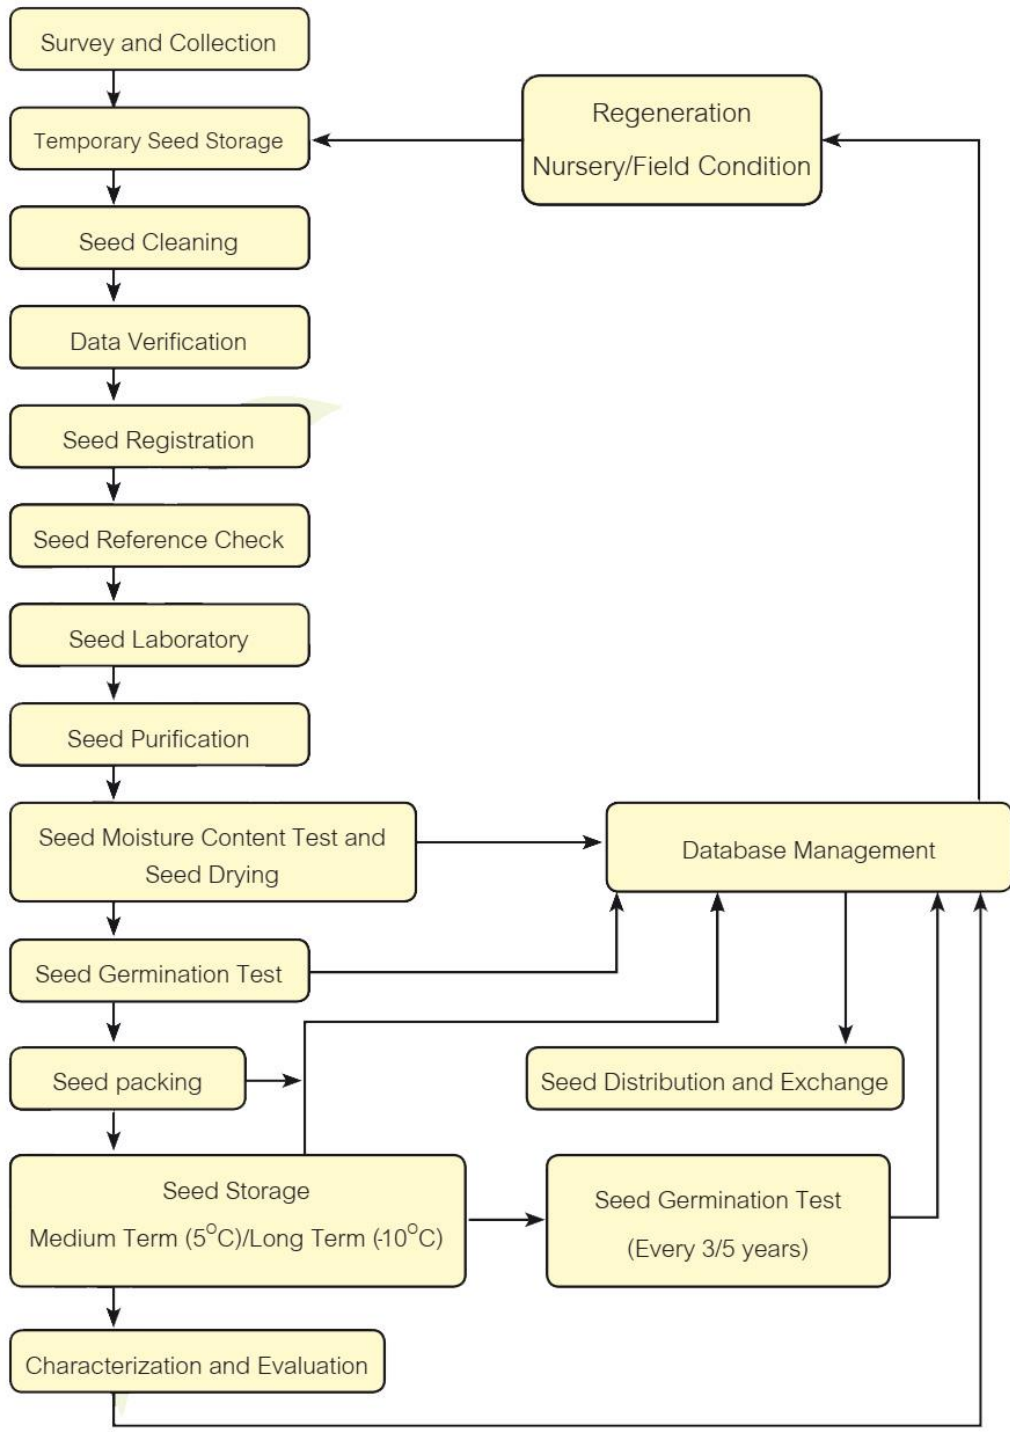 Survey and Collection
Temporary Seed Storage
Regeneration
Nursery/Field Condition
Seed Cleaning
Data Verification
Seed Registration
Seed Reference Check
Seed Laboratory
Seed Purification
Seed Moisture Content Test and
Seed Drying
Database Management
Seed Germination Test
Seed packing
Seed Distribution and Exchange
Seed Storage
Medium Term (5°C)/Long Term (-10°C)
Seed Germination Test
(Every 3/5 years)
Characterization and Evaluation